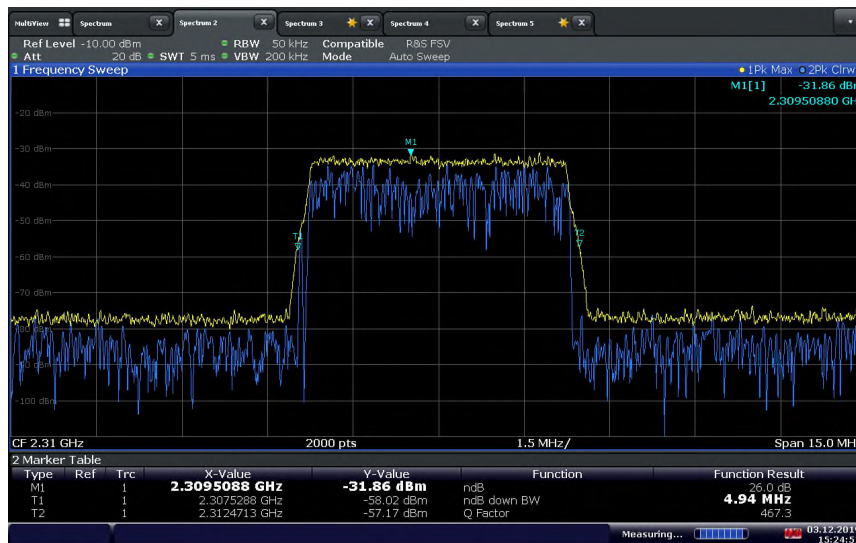 MultiView Spectrum X Spectrum 2 X Spectrum 3 X Spectrum 4 X Spectrum 5 X
Ref Level -10.00 dBm RBW 50 kHz Compatible R&S FSV
Att 20 dB SWT 5 ms VBW 200 kHz Mode Auto Sweep
1 Frequency Sweep 1Pk Max 2Pk Clrw
M1[1] -31.86 dBm
2.30950880 GH
-20 dBm
-30 dBm
M1
-40 dBm
-50 dBm
T1 T2
-60 dBm
-70 dBm
-80 dBm
-90 dBm
-100 dBm
CF 2.31 GHz 2000 pts 1.5 MHz/ Span 15.0 MH
2 Marker Table
Type Ref Trc X-Value Y-Value Function Function Result
M1 1 2.3095088 GHz -31.86 dBm ndB 26.0 dB
T1 1 2.3075288 GHz -58.02 dBm ndB down BW 4.94 MHz
T2 1 2.3124713 GHz -57.17 dBm Q Factor 467.3
Measuring... 03.12.201
15:24:5